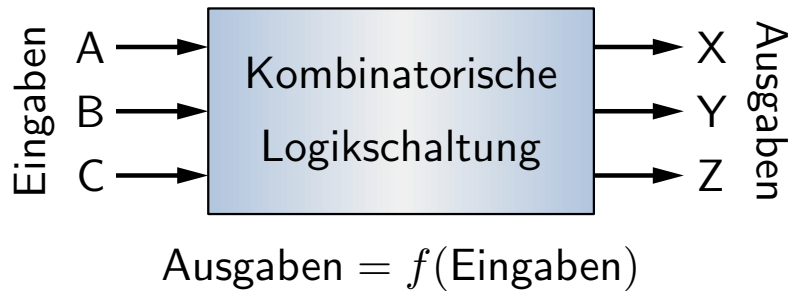 Eingaben
A
B
C
Kombinatorische
Logikschaltung
X
Y
Z
Ausgaben
Ausgaben = f(Eingaben)